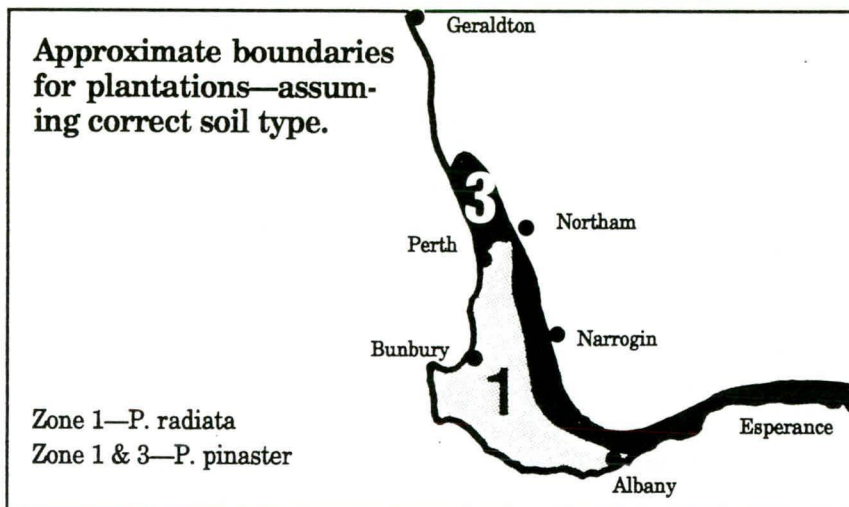 Approximate boundaries
for plantations—assum-
ing correct soil type.
Geraldton
3
Northam
Perth
Narrogin
Bunbury
1
Esperance
Albany
Zone 1—P. radiata
Zone 1 & 3—P. pinaster